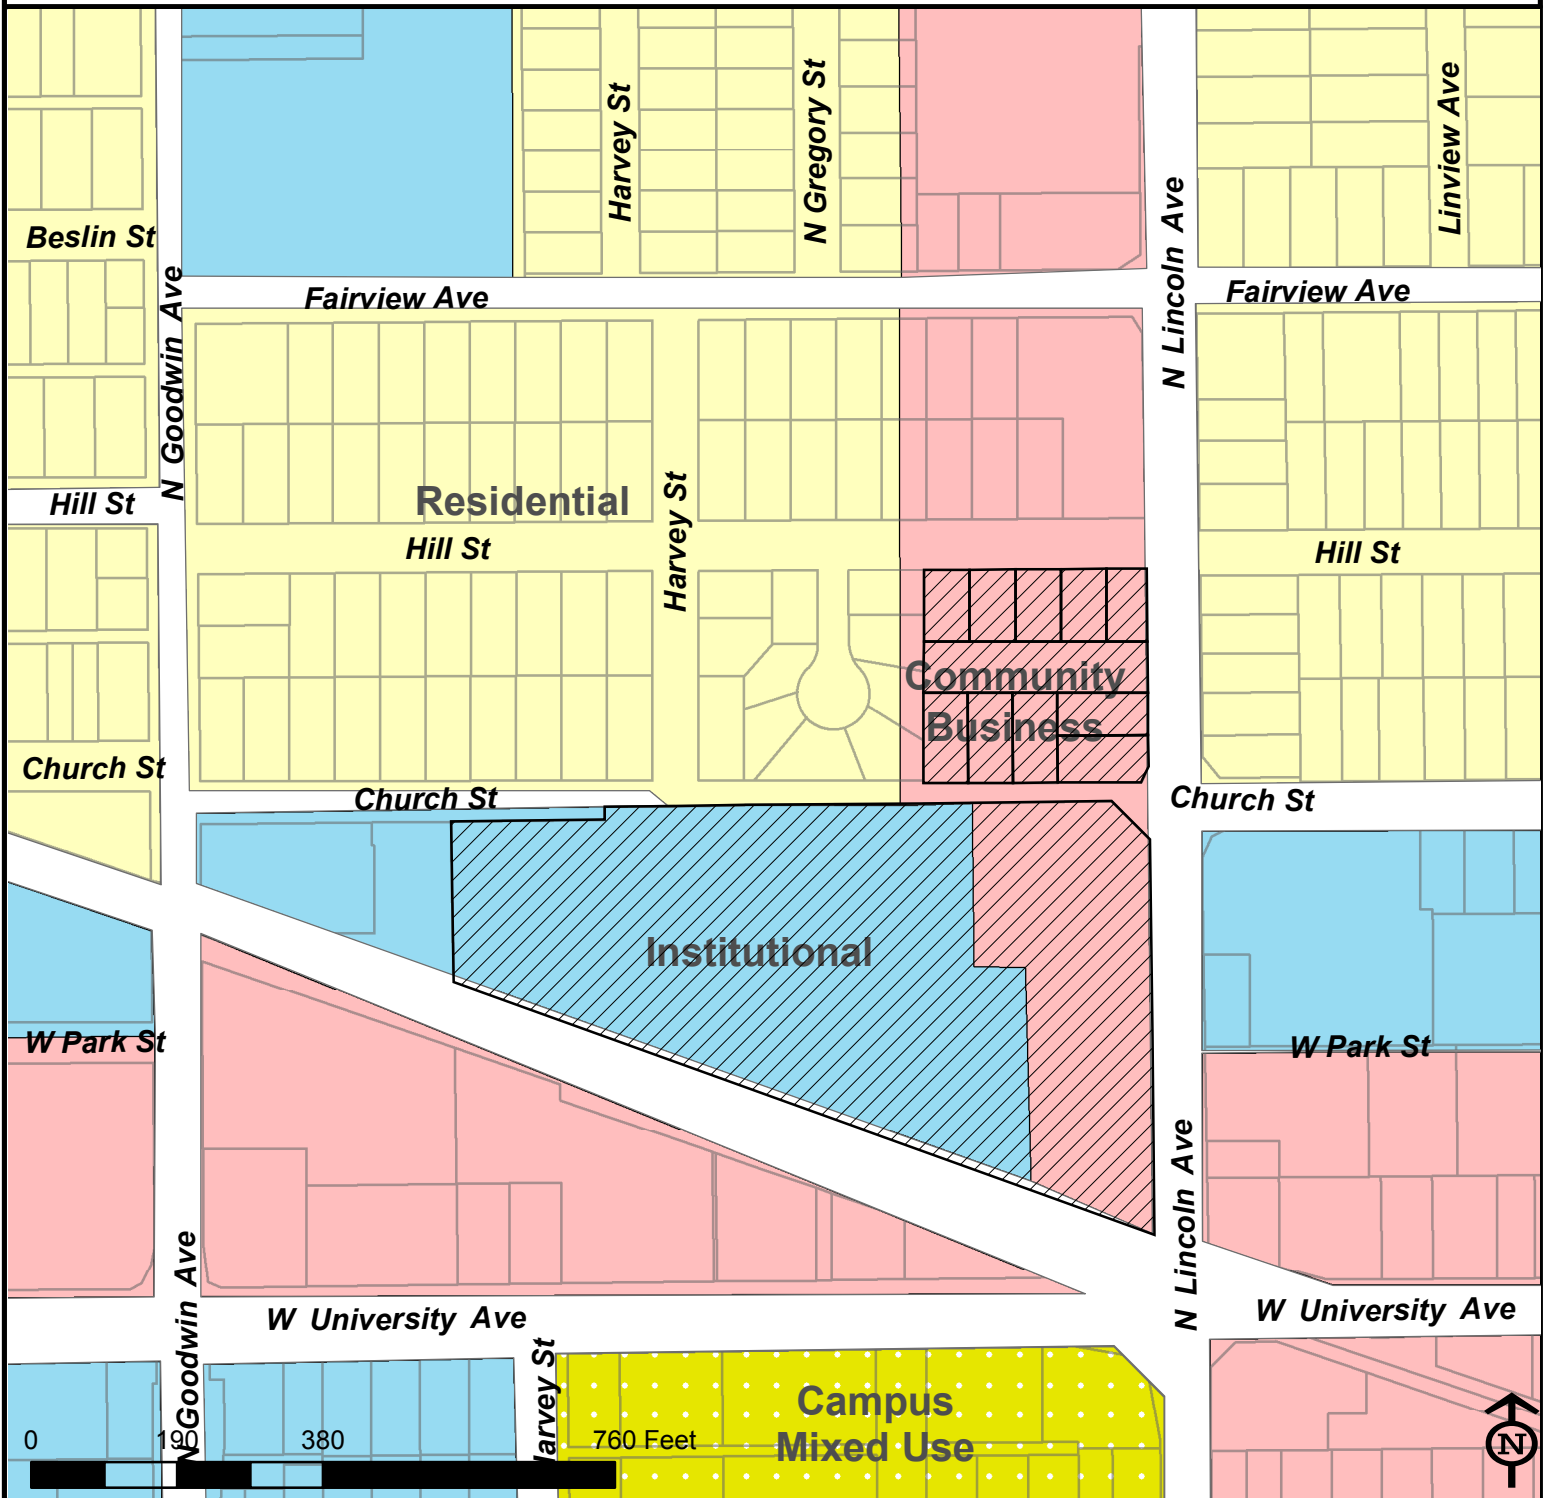 Harvey St
N Gregory St
Linview Ave
N Lincoln Ave
Beslin St
N Goodwin Ave
Fairview Ave
Fairview Ave
Residential
Hill St
Hill St
Harvey St
Hill St
Community
Business
Church St
Church St
Church St
Institutional
W Park St
W Park St
N Lincoln Ave
N Goodwin Ave
W University Ave
W University Ave
Harvey St
Campus
Mixed Use
0 190 380 760 Feet
N